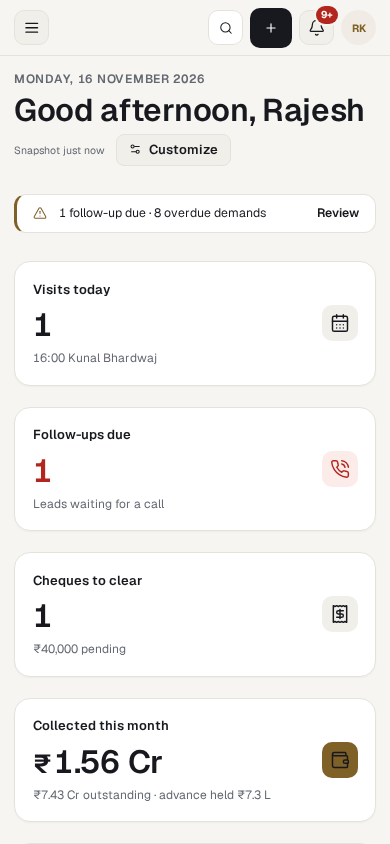 9+
RK
MONDAY, 16 NOVEMBER 2026
Good afternoon, Rajesh
Snapshot just now
Customize
1 follow-up due · 8 overdue demands
Review
Visits today
1
16:00 Kunal Bhardwaj
Follow-ups due
1
Leads waiting for a call
Cheques to clear
1
₹40,000 pending
Collected this month
₹1.56 Cr
₹7.43 Cr outstanding · advance held ₹7.3 L